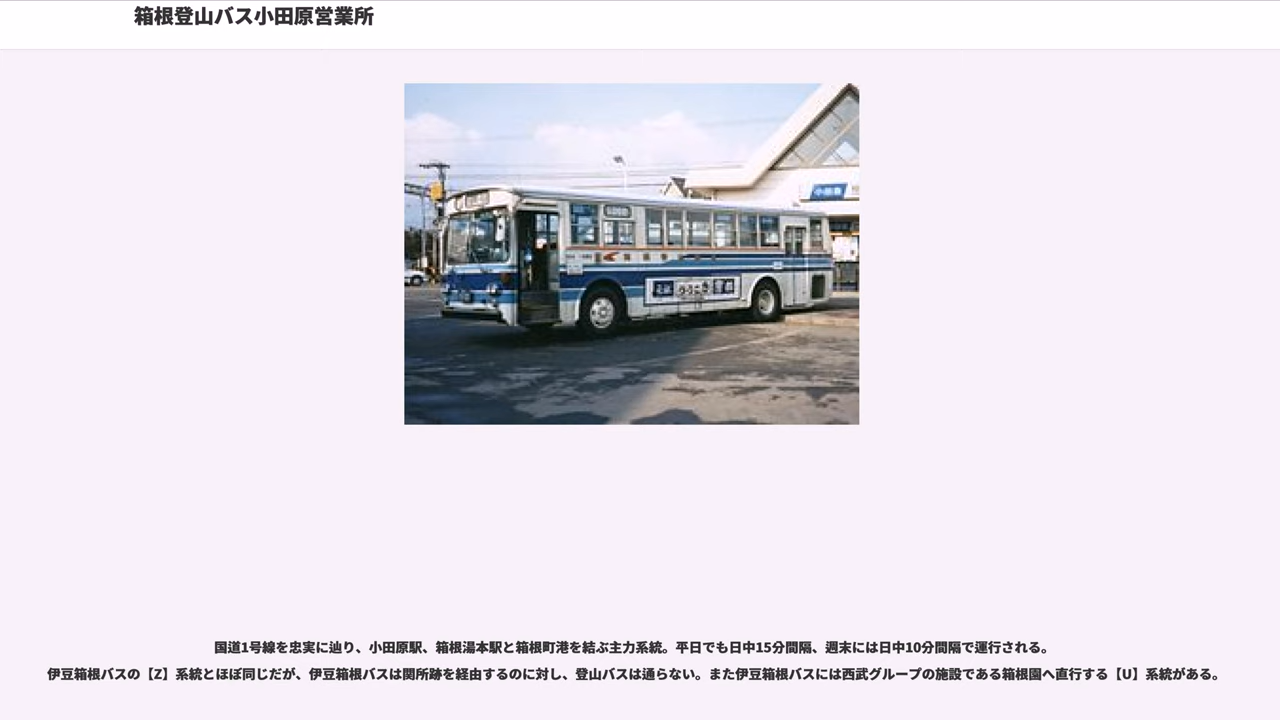 箱根登山バス小田原営業所
小田急
国道1号線を忠実に辿り、小田原駅、箱根湯本駅と箱根町港を結ぶ主力系統。平日でも日中15分間隔、週末には日中10分間隔で運行される。
伊豆箱根バスの【Z】系統とほぼ同じだが、伊豆箱根バスは関所跡を経由するのに対し、登山バスは通らない。また伊豆箱根バスには西武グループの施設である箱根園へ直行する【U】系統がある。